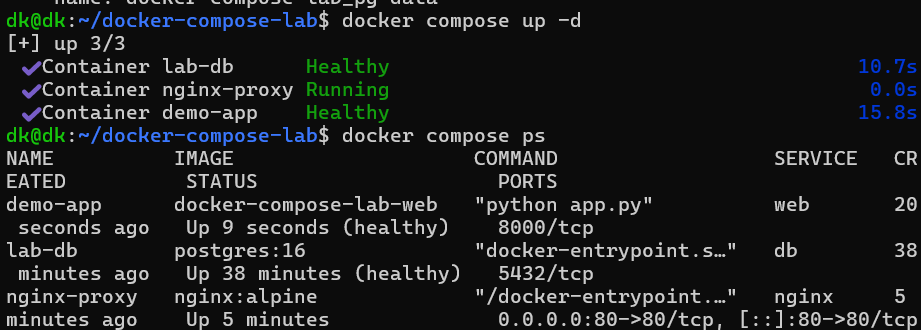 name: docker-compose-lab_pg-data
dk@dk:~/docker-compose-lab$ docker compose up -d
[+] up 3/3
✔Container lab-db Healthy 10.7s
✔Container nginx-proxy Running 0.0s
✔Container demo-app Healthy 15.8s
dk@dk:~/docker-compose-lab$ docker compose ps
NAME IMAGE COMMAND SERVICE CR
EATED STATUS PORTS
demo-app docker-compose-lab-web "python app.py" web 20
seconds ago Up 9 seconds (healthy) 8000/tcp
lab-db postgres:16 "docker-entrypoint.s…" db 38
minutes ago Up 38 minutes (healthy) 5432/tcp
nginx-proxy nginx:alpine "/docker-entrypoint.…" nginx 5
minutes ago Up 5 minutes 0.0.0.0:80->80/tcp, [::]:80->80/tcp